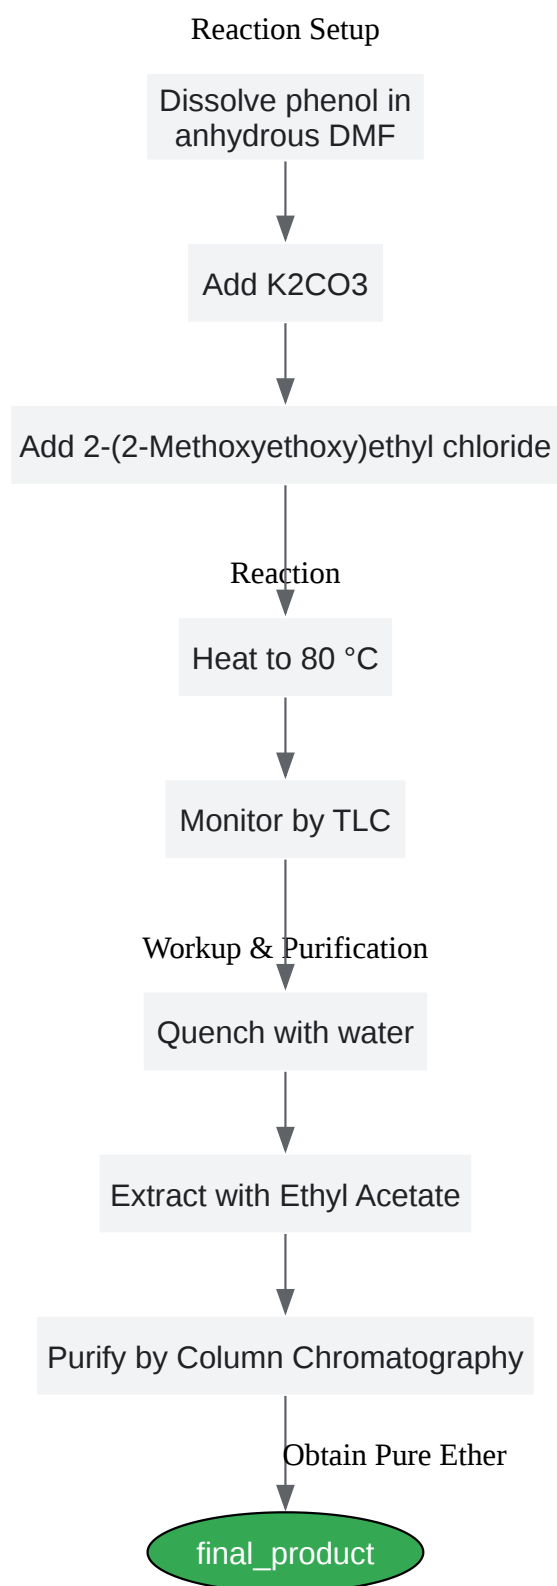 Reaction Setup
Dissolve phenol in
anhydrous DMF
Add K2CO3
Add 2-(2-Methoxyethoxy)ethyl chloride
Reaction
Heat to 80 °C
Monitor by TLC
Workup & Purification
Quench with water
Extract with Ethyl Acetate
Purify by Column Chromatography
Obtain Pure Ether
final_product